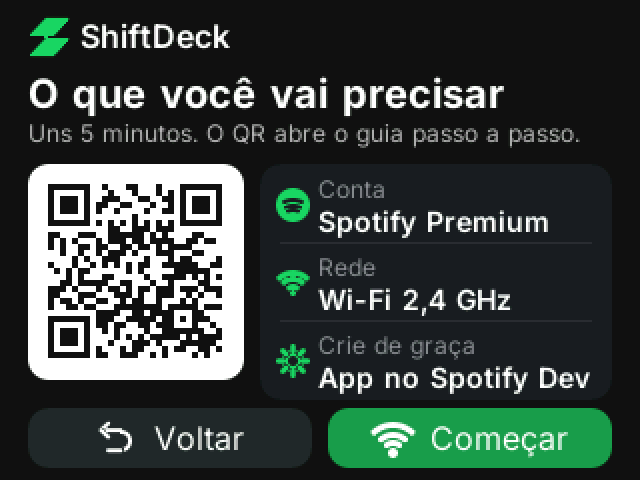 ShiftDeck
O que você vai precisar
Uns 5 minutos. O QR abre o guia passo a passo.
Conta
Spotify Premium
Rede
Wi-Fi 2,4 GHz
Crie de graça
App no Spotify Dev
Voltar
Começar